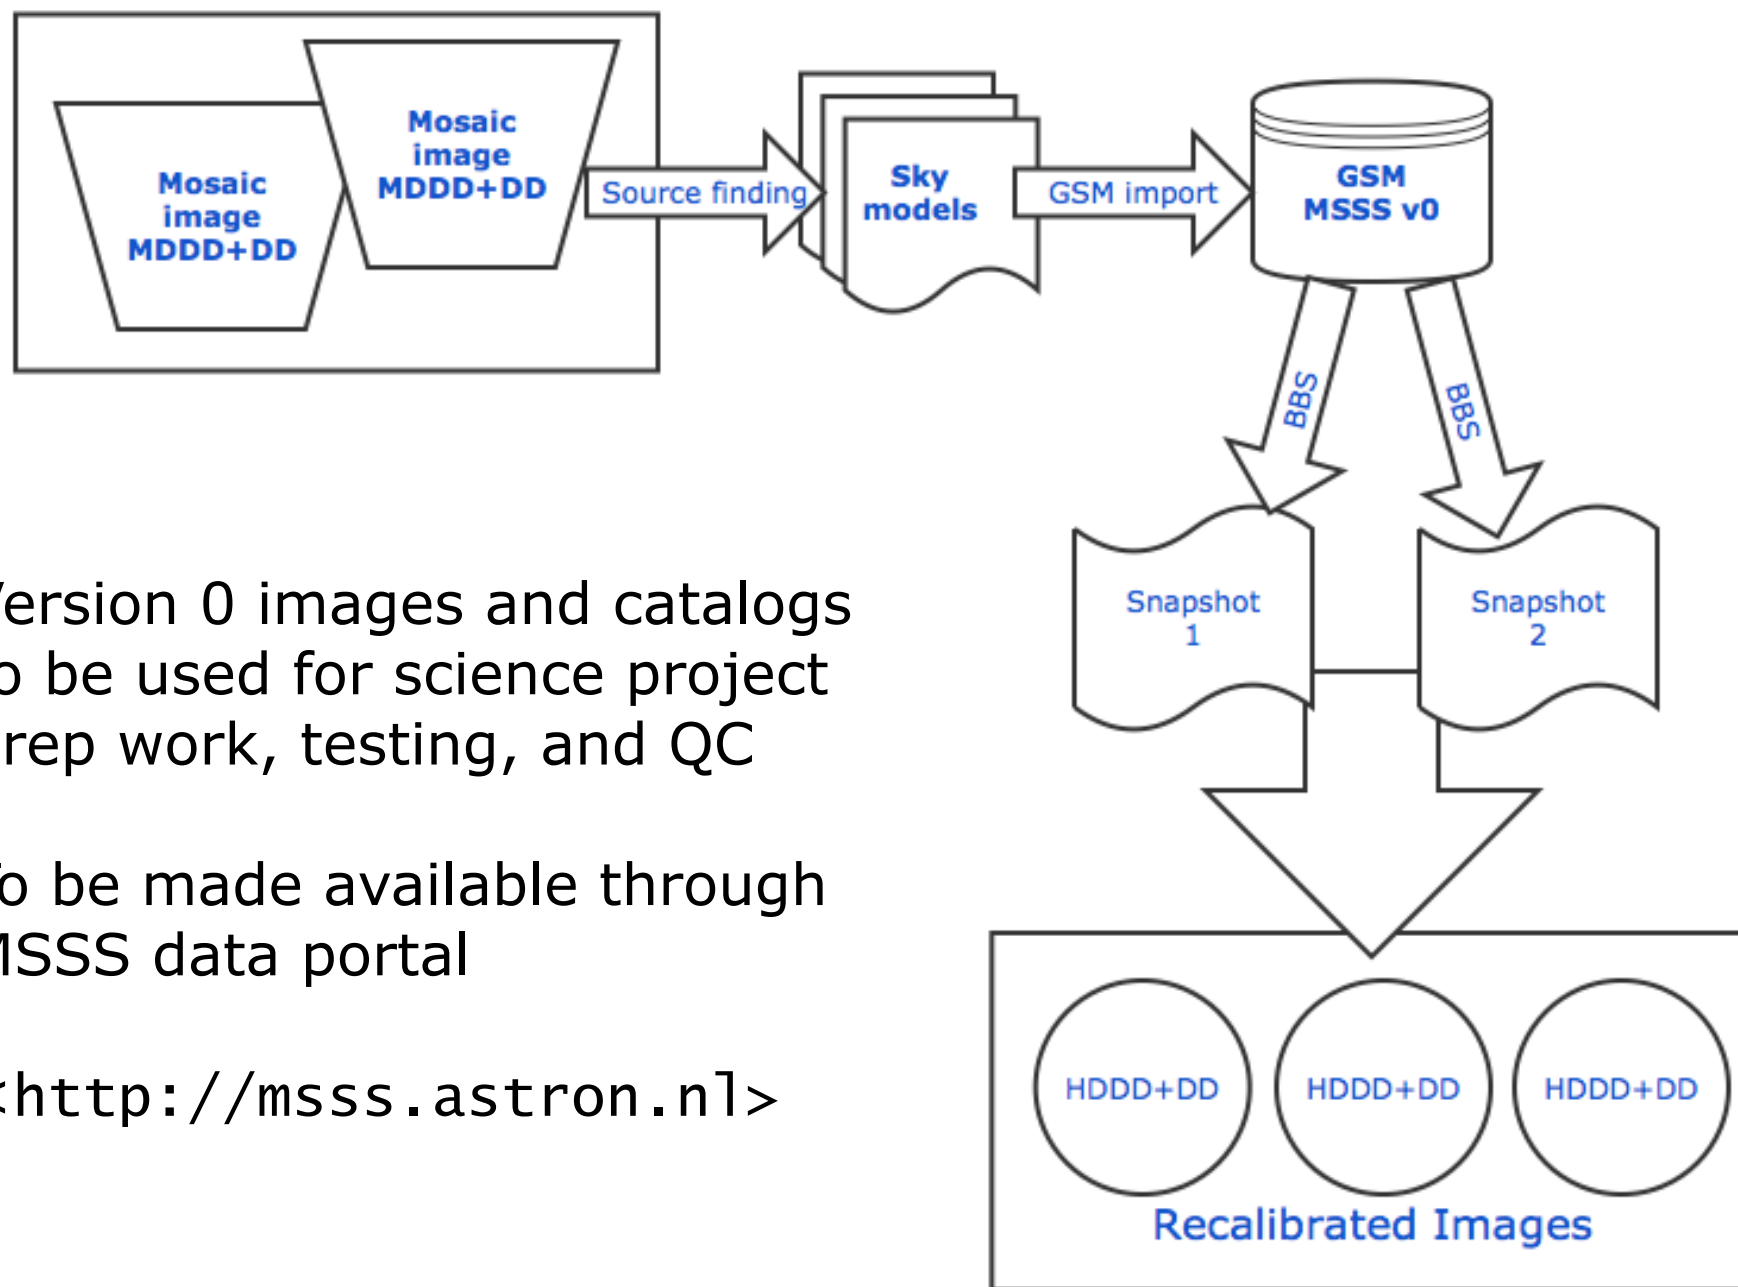 Mosaic
image
MDDD+DD
Mosaic
image
MDDD+DD
Source finding
Sky
models
GSM import
GSM
MSSS v0
BBS
BBS
Snapshot
1
Snapshot
2
ersion 0 images and catalogs
o be used for science project
rep work, testing, and QC
o be made available through
MSSS data portal
<http://msss.astron.nl>
HDDD+DD
HDDD+DD
HDDD+DD
Recalibrated Images